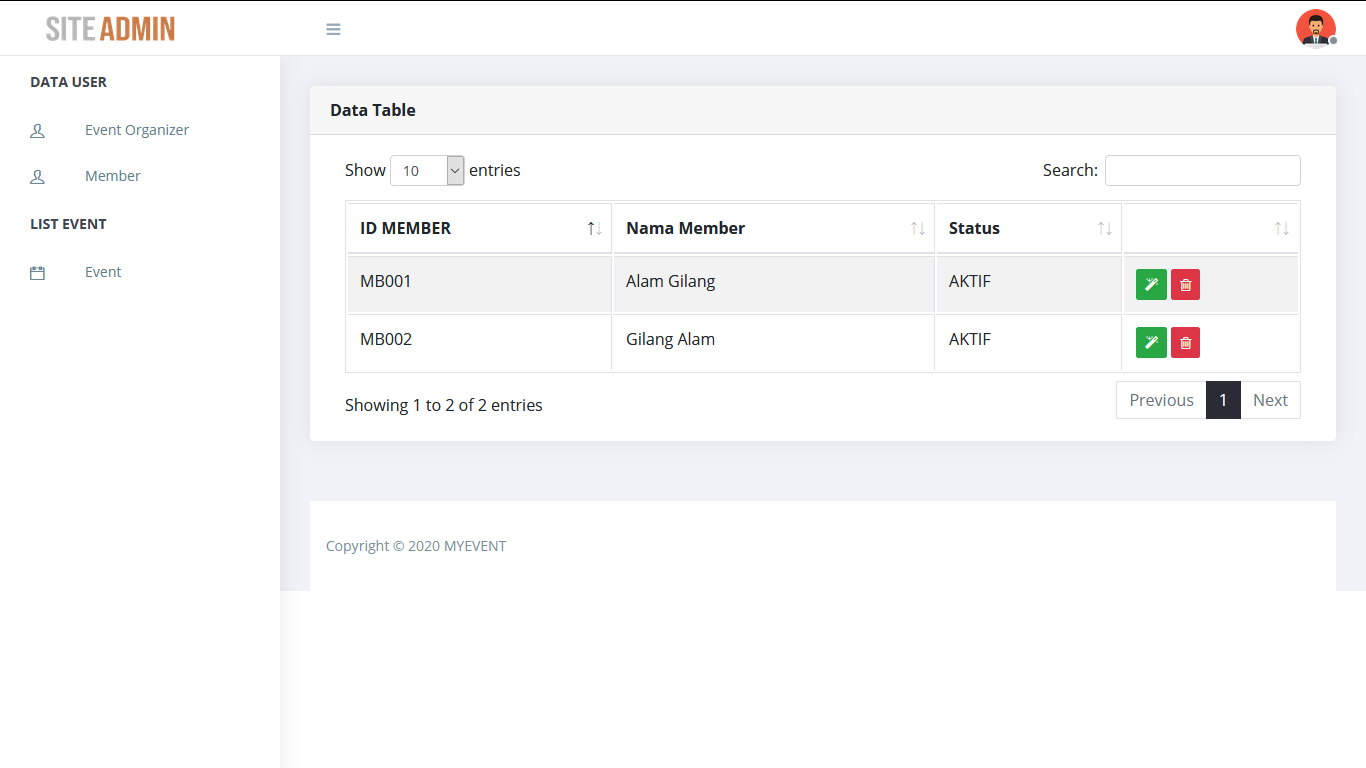 SITE ADMIN
DATA USER
Event Organizer
Member
LIST EVENT
Event
Data Table
Show 10 entries
Search:
ID MEMBER Nama Member Status
MB001 Alam Gilang AKTIF
MB002 Gilang Alam AKTIF
Showing 1 to 2 of 2 entries
Previous 1 Next
Copyright © 2020 MYEVENT